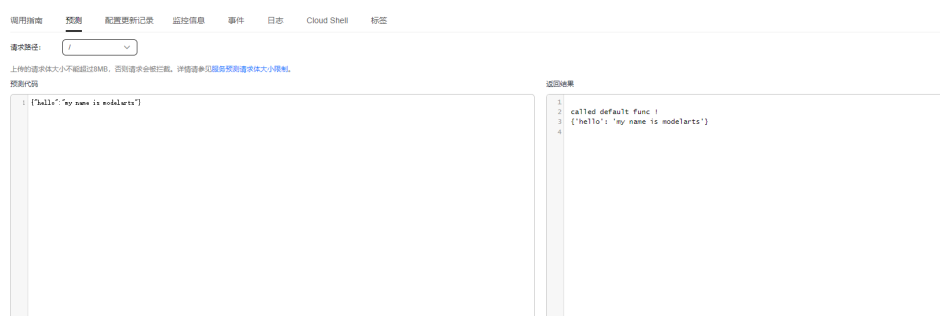 调用指南 预测 配置更新记录 监控信息 事件 日志 Cloud Shell 标签
请求路径: /
上传的请求体大小不能超过8MB，否则请求会被拦截。详情请参见服务预测请求体大小限制。
预测代码 返回结果
1 {"hello":"my name is modelarts"}
1
2 called default func !
3 {'hello': 'my name is modelarts'}
4